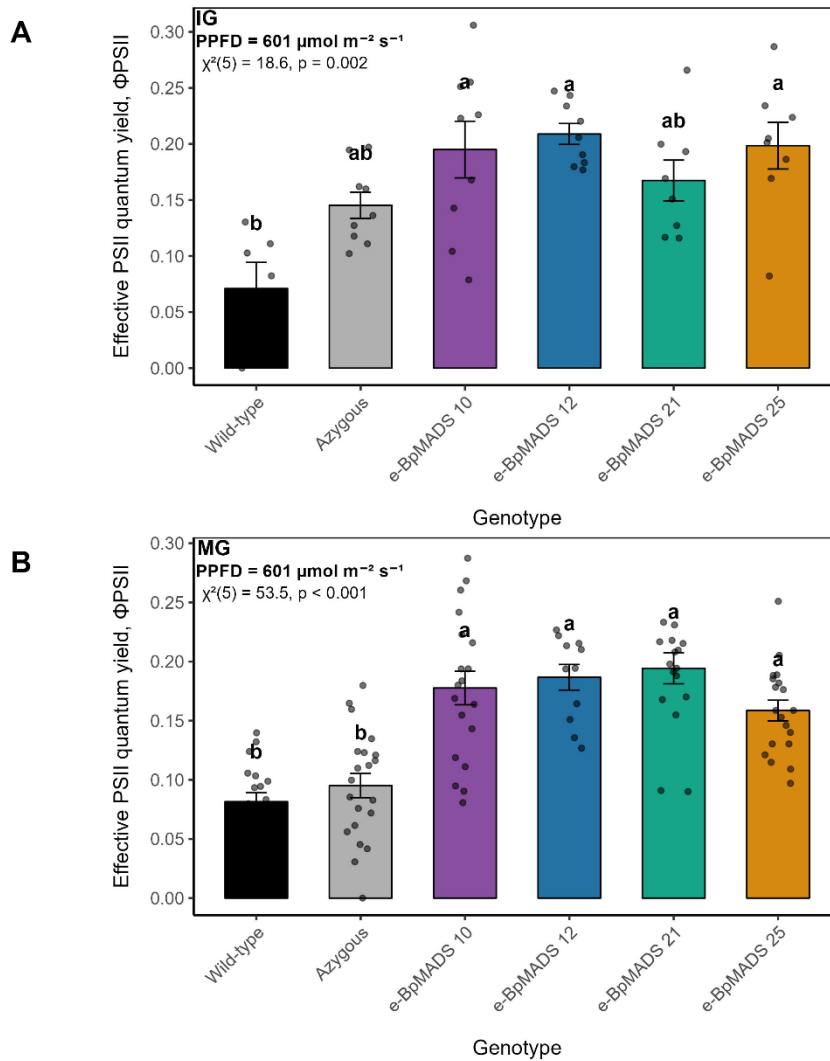 A
IG
PPFD = 601 µmol m⁻² s⁻¹
χ²(5) = 18.6, p = 0.002
Effective PSII quantum yield, ΦPSII
0.30
0.25
0.20
0.15
0.10
0.05
0.00
b
ab
a
a
ab
a
Wild-type
Azygous
e-BpMADS 10
e-BpMADS 12
e-BpMADS 21
e-BpMADS 25
Genotype
B
MG
PPFD = 601 µmol m⁻² s⁻¹
χ²(5) = 53.5, p < 0.001
Effective PSII quantum yield, ΦPSII
0.30
0.25
0.20
0.15
0.10
0.05
0.00
b
b
a
a
a
a
Wild-type
Azygous
e-BpMADS 10
e-BpMADS 12
e-BpMADS 21
e-BpMADS 25
Genotype